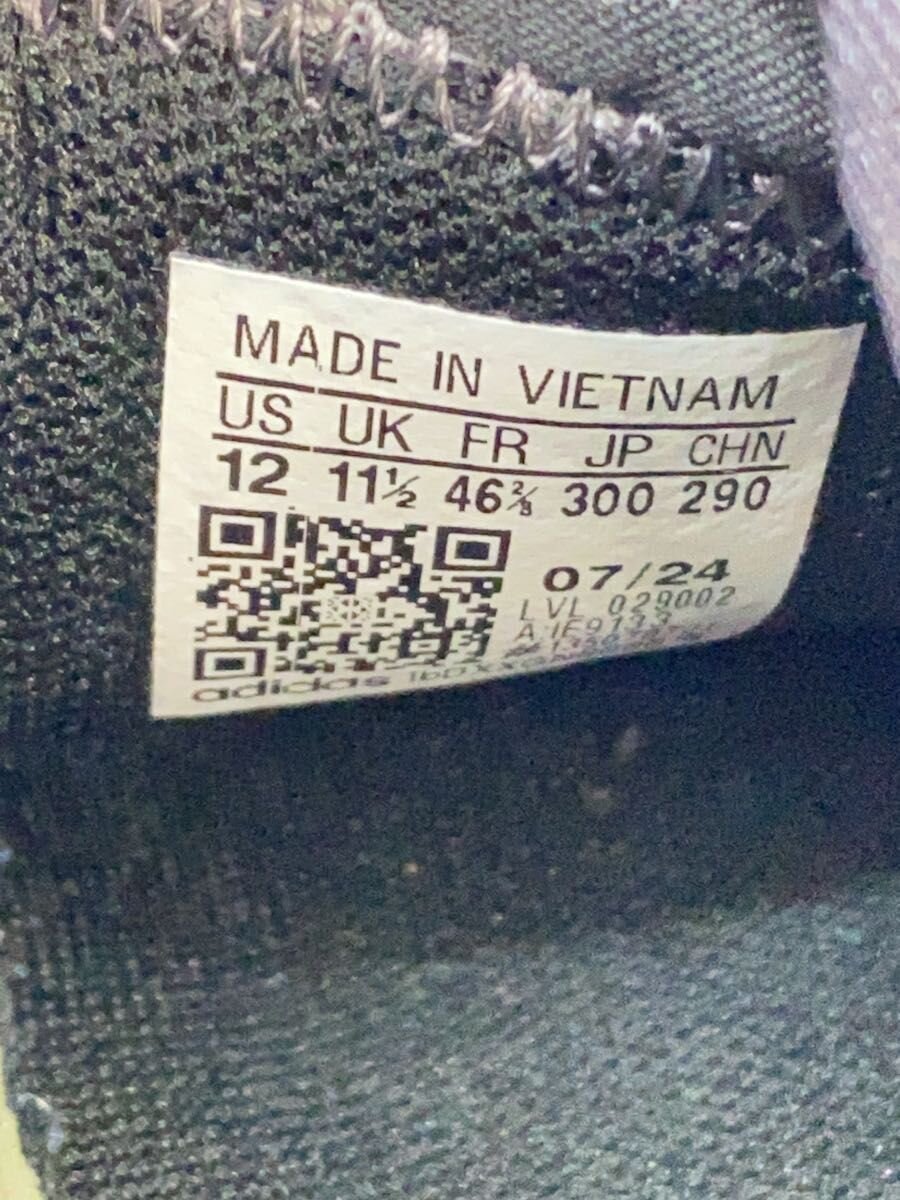 MADE IN VIETNAM
US UK FR JP CHN
12 11½ 46⅔ 300 290
07/24
LVL 029002
adidas